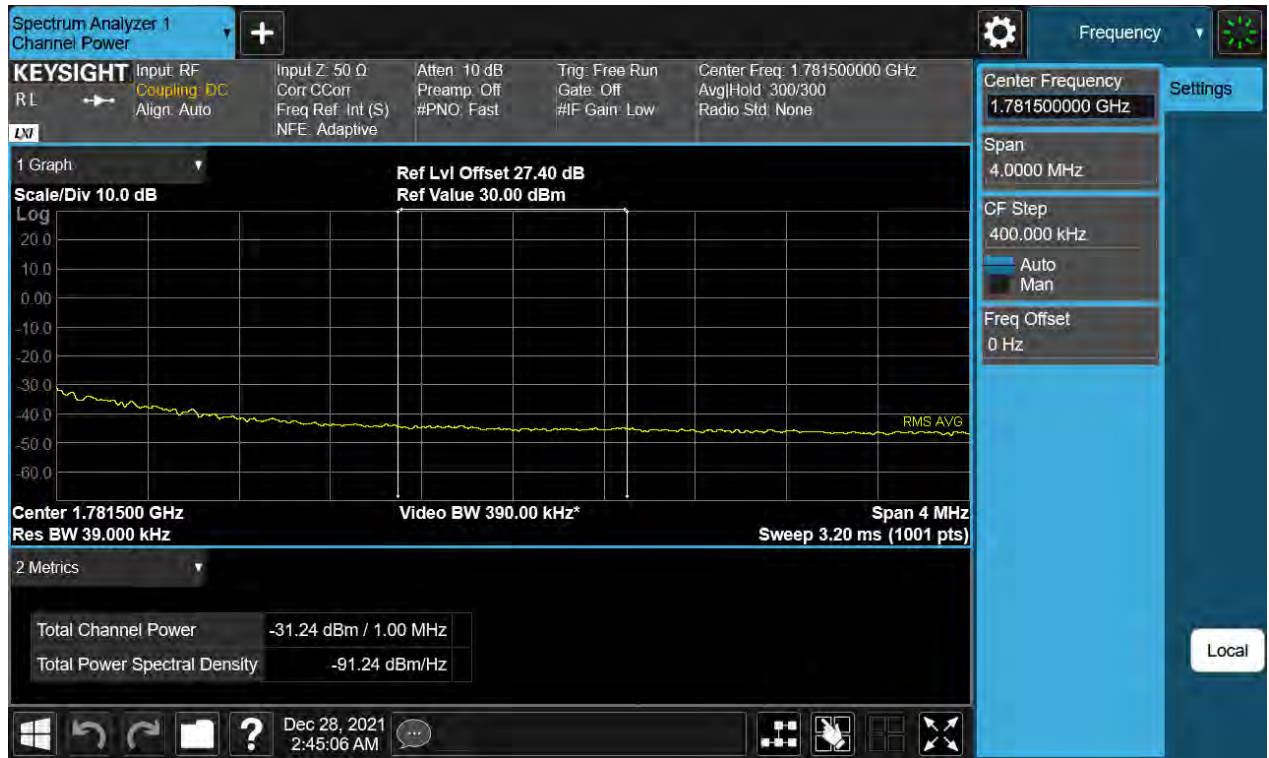 Spectrum Analyzer 1
Channel Power
Frequency
KEYSIGHT
RL
LXI
Input: RF
Coupling: DC
Align: Auto
Input Z: 50 Ω
Corr CCorr
Freq Ref: Int (S)
NFE: Adaptive
Atten: 10 dB
Preamp: Off
#PNO: Fast
Trig: Free Run
Gate: Off
#IF Gain: Low
Center Freq: 1.781500000 GHz
Avg|Hold: 300/300
Radio Std: None
Center Frequency
1.781500000 GHz
Settings
Span
4.0000 MHz
CF Step
400.000 kHz
Auto
Man
Freq Offset
0 Hz
Local
1 Graph
Scale/Div 10.0 dB
Ref Lvl Offset 27.40 dB
Ref Value 30.00 dBm
Log
20.0
10.0
0.00
-10.0
-20.0
-30.0
-40.0
-50.0
-60.0
RMS AVG
Center 1.781500 GHz
Video BW 390.00 kHz*
Span 4 MHz
Res BW 39.000 kHz
Sweep 3.20 ms (1001 pts)
2 Metrics
Total Channel Power -31.24 dBm / 1.00 MHz
Total Power Spectral Density -91.24 dBm/Hz
Dec 28, 2021
2:45:06 AM